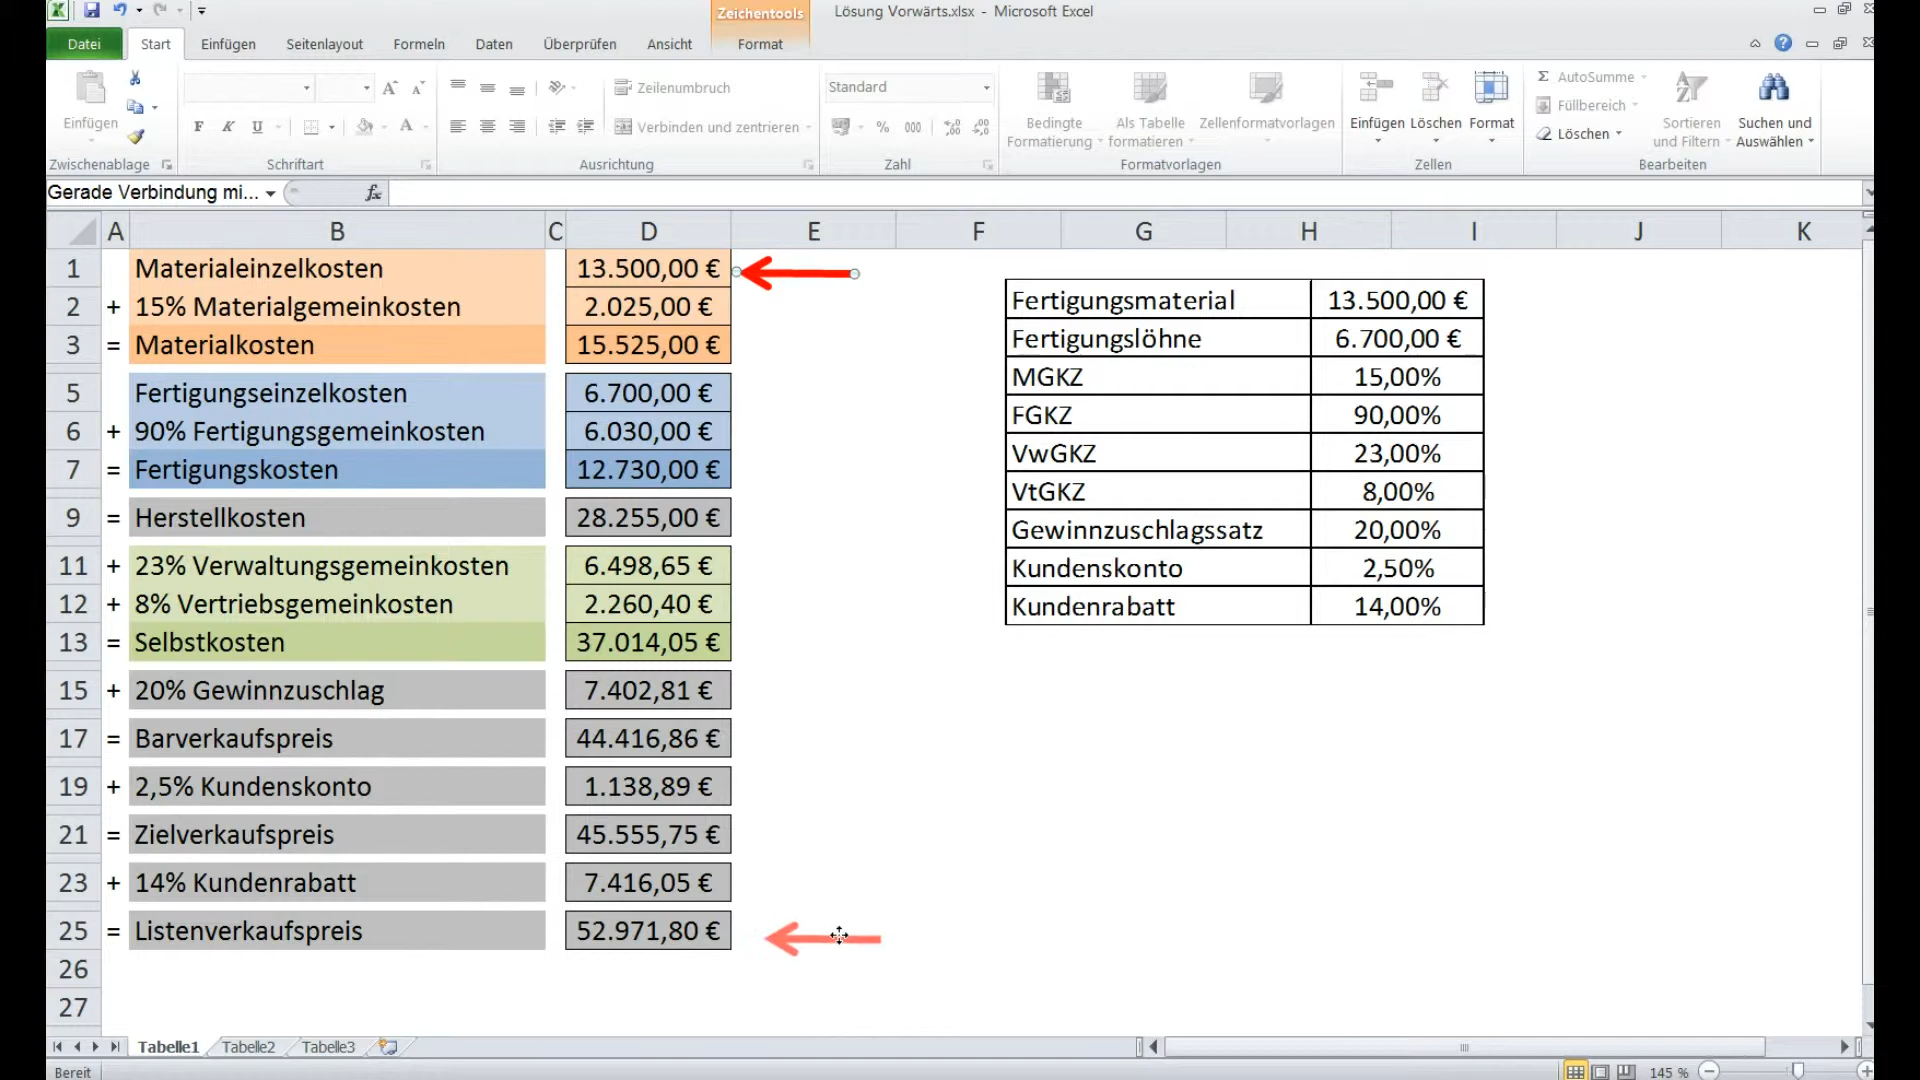 Zeichentools
Lösung Vorwärts.xlsx - Microsoft Excel
Datei Start Einfügen Seitenlayout Formeln Daten Überprüfen Ansicht Format
Einfügen
Zwischenablage
F K U
A A
A
Schriftart
Zeilenumbruch
Verbinden und zentrieren
Ausrichtung
Standard
% 000
Zahl
Bedingte Formatierung
Als Tabelle formatieren
Zellenformatvorlagen
Formatvorlagen
Einfügen Löschen Format
Zellen
Σ AutoSumme
Füllbereich
Löschen
Sortieren und Filtern
Suchen und Auswählen
Bearbeiten
Gerade Verbindung mi... fx
A B C D E F G H I J K
1 Materialeinzelkosten 13.500,00 €
2 + 15% Materialgemeinkosten 2.025,00 €
3 = Materialkosten 15.525,00 €
5 Fertigungseinzelkosten 6.700,00 €
6 + 90% Fertigungsgemeinkosten 6.030,00 €
7 = Fertigungskosten 12.730,00 €
9 = Herstellkosten 28.255,00 €
11 + 23% Verwaltungsgemeinkosten 6.498,65 €
12 + 8% Vertriebsgemeinkosten 2.260,40 €
13 = Selbstkosten 37.014,05 €
15 + 20% Gewinnzuschlag 7.402,81 €
17 = Barverkaufspreis 44.416,86 €
19 + 2,5% Kundenskonto 1.138,89 €
21 = Zielverkaufspreis 45.555,75 €
23 + 14% Kundenrabatt 7.416,05 €
25 = Listenverkaufspreis 52.971,80 €
26
27
Fertigungsmaterial 13.500,00 €
Fertigungslöhne 6.700,00 €
MGKZ 15,00%
FGKZ 90,00%
VwGKZ 23,00%
VtGKZ 8,00%
Gewinnzuschlagssatz 20,00%
Kundenskonto 2,50%
Kundenrabatt 14,00%
Tabelle1 Tabelle2 Tabelle3
Bereit 145 %